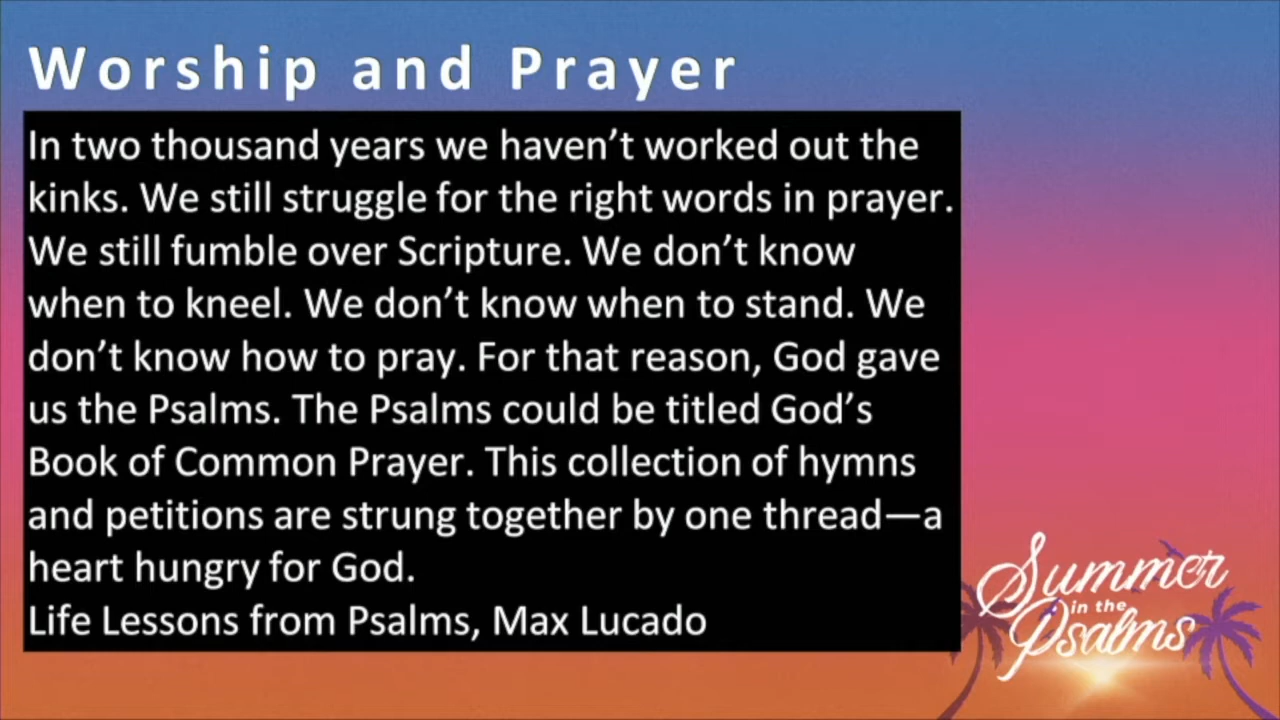 Worship and Prayer
In two thousand years we haven’t worked out the
kinks. We still struggle for the right words in prayer.
We still fumble over Scripture. We don’t know
when to kneel. We don’t know when to stand. We
don’t know how to pray. For that reason, God gave
us the Psalms. The Psalms could be titled God’s
Book of Common Prayer. This collection of hymns
and petitions are strung together by one thread—a
heart hungry for God.
Life Lessons from Psalms, Max Lucado
Summer
in the
Psalms